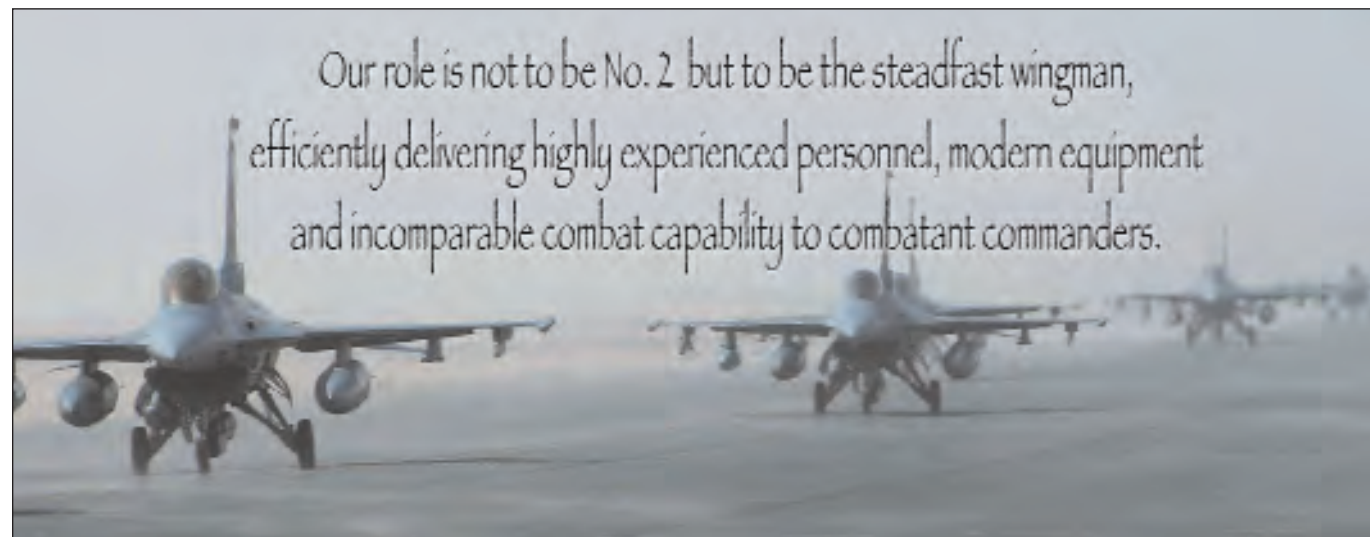 Our role is not to be No. 2 but to be the steadfast wingman,
efficiently delivering highly experienced personnel, modern equipment
and incomparable combat capability to combatant commanders.